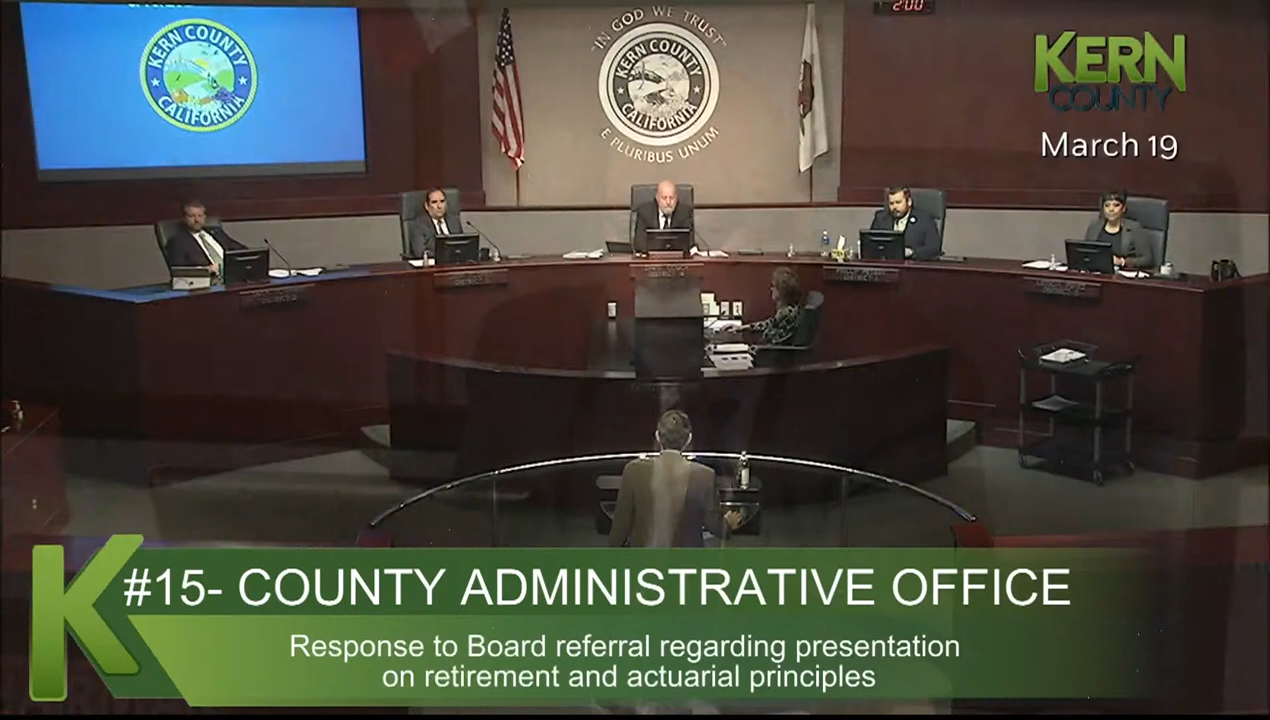 KERN COUNTY
CALIFORNIA
"IN GOD WE TRUST"
KERN COUNTY
CALIFORNIA
E PLURIBUS UNUM
2:00
KERN
COUNTY
March 19
#15- COUNTY ADMINISTRATIVE OFFICE
Response to Board referral regarding presentation
on retirement and actuarial principles